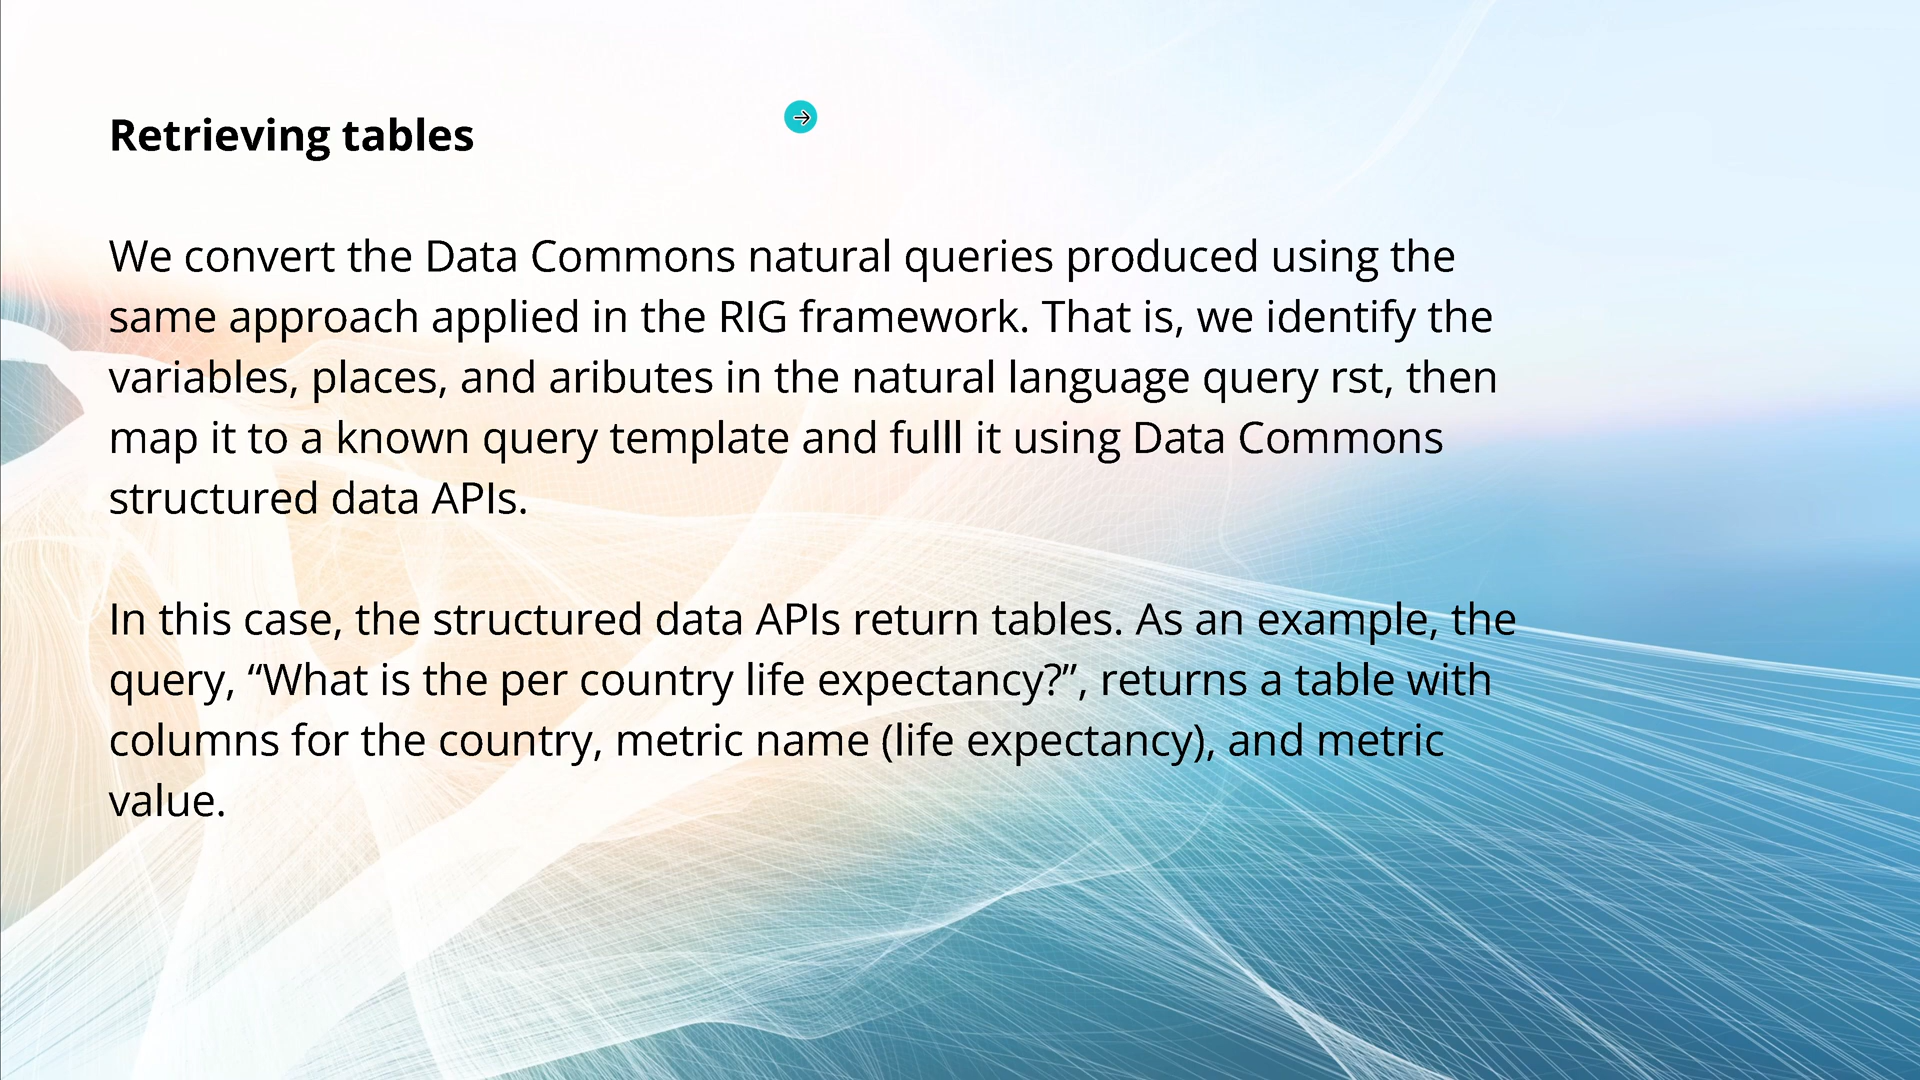 Retrieving tables
We convert the Data Commons natural queries produced using the
same approach applied in the RIG framework. That is, we identify the
variables, places, and aributes in the natural language query rst, then
map it to a known query template and fulll it using Data Commons
structured data APIs.
In this case, the structured data APIs return tables. As an example, the
query, “What is the per country life expectancy?”, returns a table with
columns for the country, metric name (life expectancy), and metric
value.